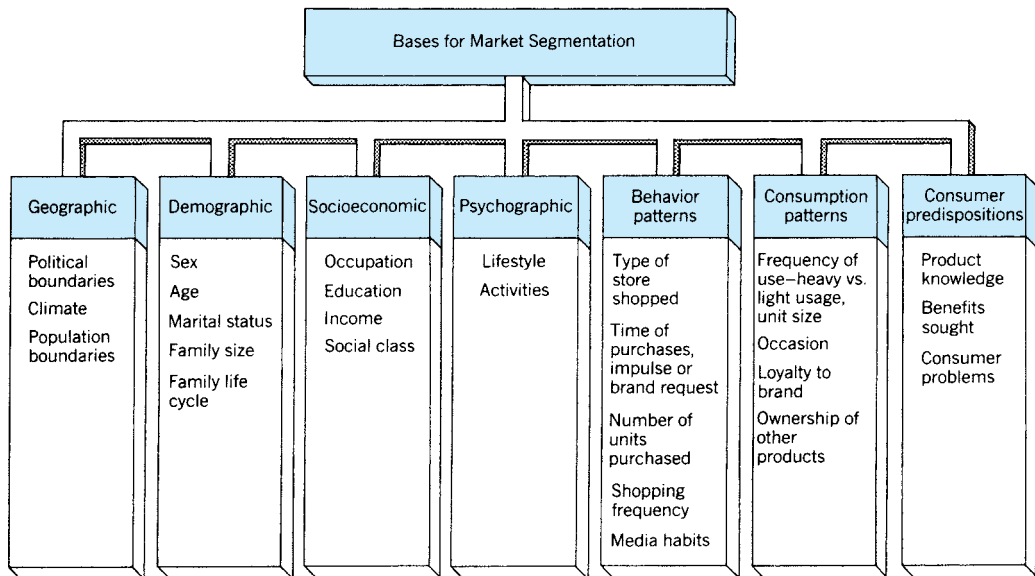 Bases for Market Segmentation
Geographic
Political
boundaries
Climate
Population
boundaries
Demographic
Sex
Age
Marital status
Family size
Family life
cycle
Socioeconomic
Occupation
Education
Income
Social class
Psychographic
Lifestyle
Activities
Behavior
patterns
Type of
store
shopped
Time of
purchases,
impulse or
brand request
Number of
units
purchased
Shopping
frequency
Media habits
Consumption
patterns
Frequency of
use–heavy vs.
light usage,
unit size
Occasion
Loyalty to
brand
Ownership of
other
products
Consumer
predispositions
Product
knowledge
Benefits
sought
Consumer
problems